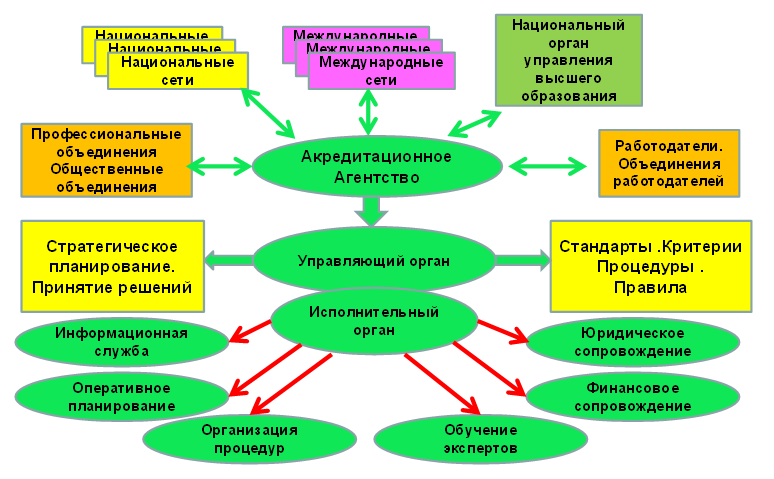 Национальные
Национальные
Национальные
сети
Международные
Международные
Международные
сети
Национальный
орган
управления
высшего
образования
Профессиональные
объединения
Общественные
объединения
Акредитационное
Агентство
Работодатели.
Объединения
работодателей
Стратегическое
планирование.
Принятие решений
Управляющий орган
Стандарты .Критерии
Процедуры .
Правила
Исполнительный
орган
Информационная
служба
Юридическое
сопровождение
Оперативное
планирование
Финансовое
сопровождение
Организация
процедур
Обучение
экспертов